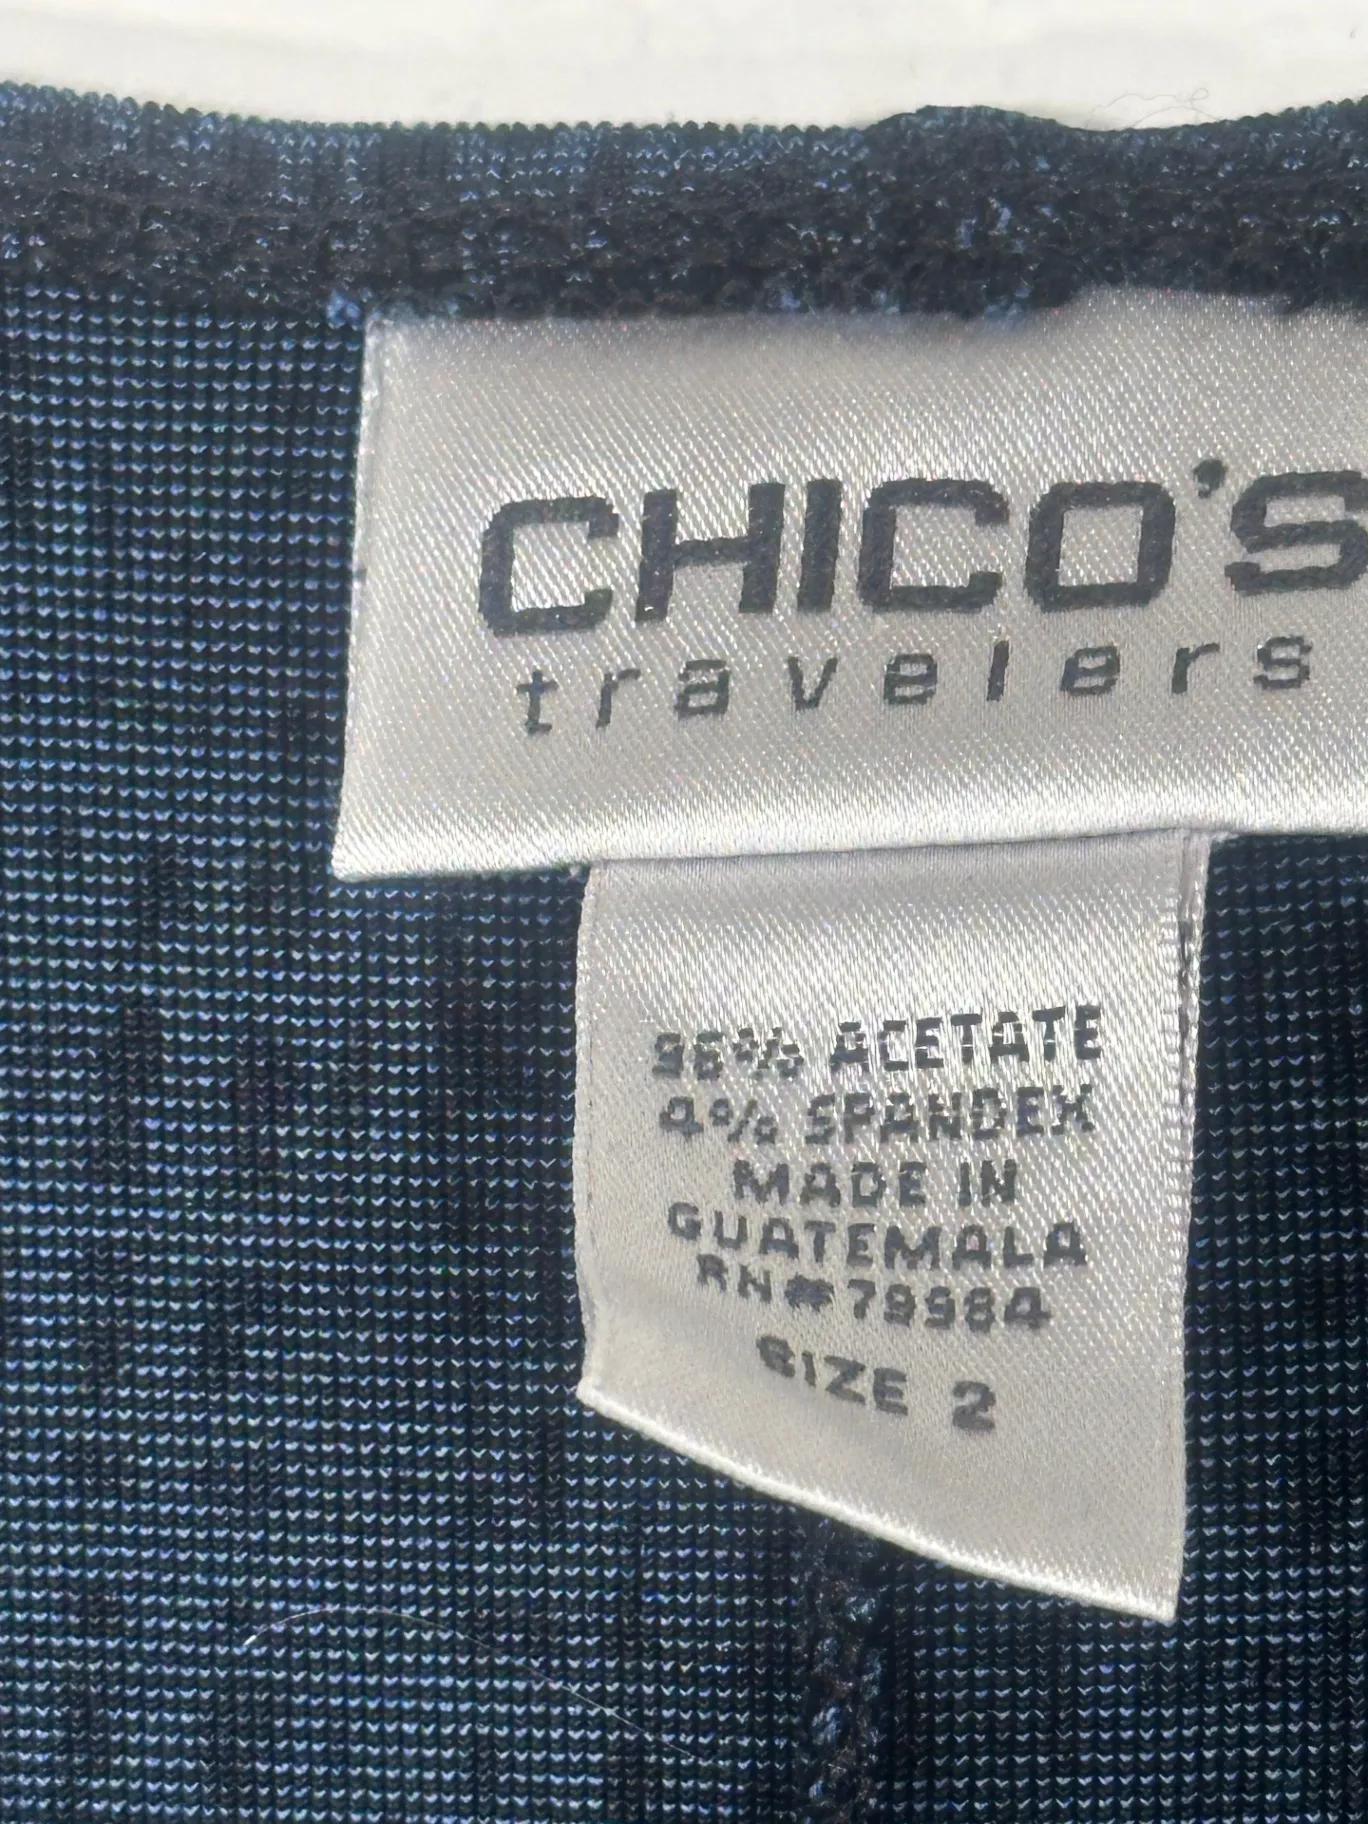 CHICO'S
travelers
96% ACETATE
4% SPANDEX
MADE IN
GUATEMALA
RN#79984
SIZE 2